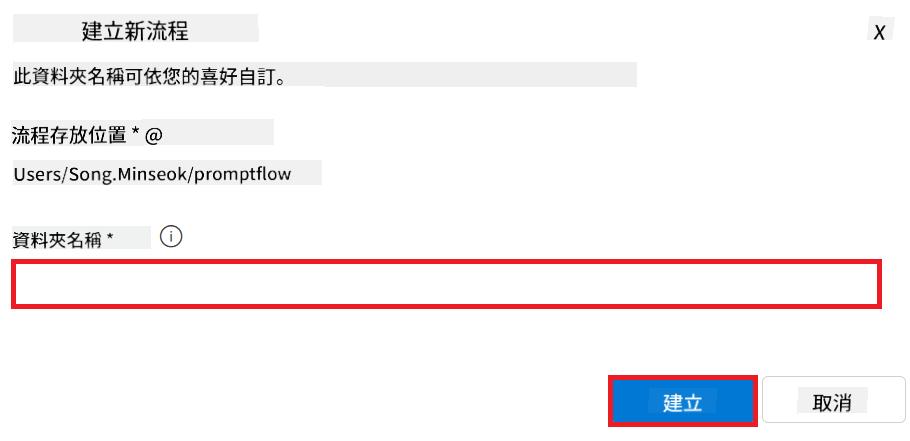 建立新流程
X
此資料夾名稱可依您的喜好自訂。
流程存放位置 * @
Users/Song.Minseok/promptflow
資料夾名稱 * i
建立
取消